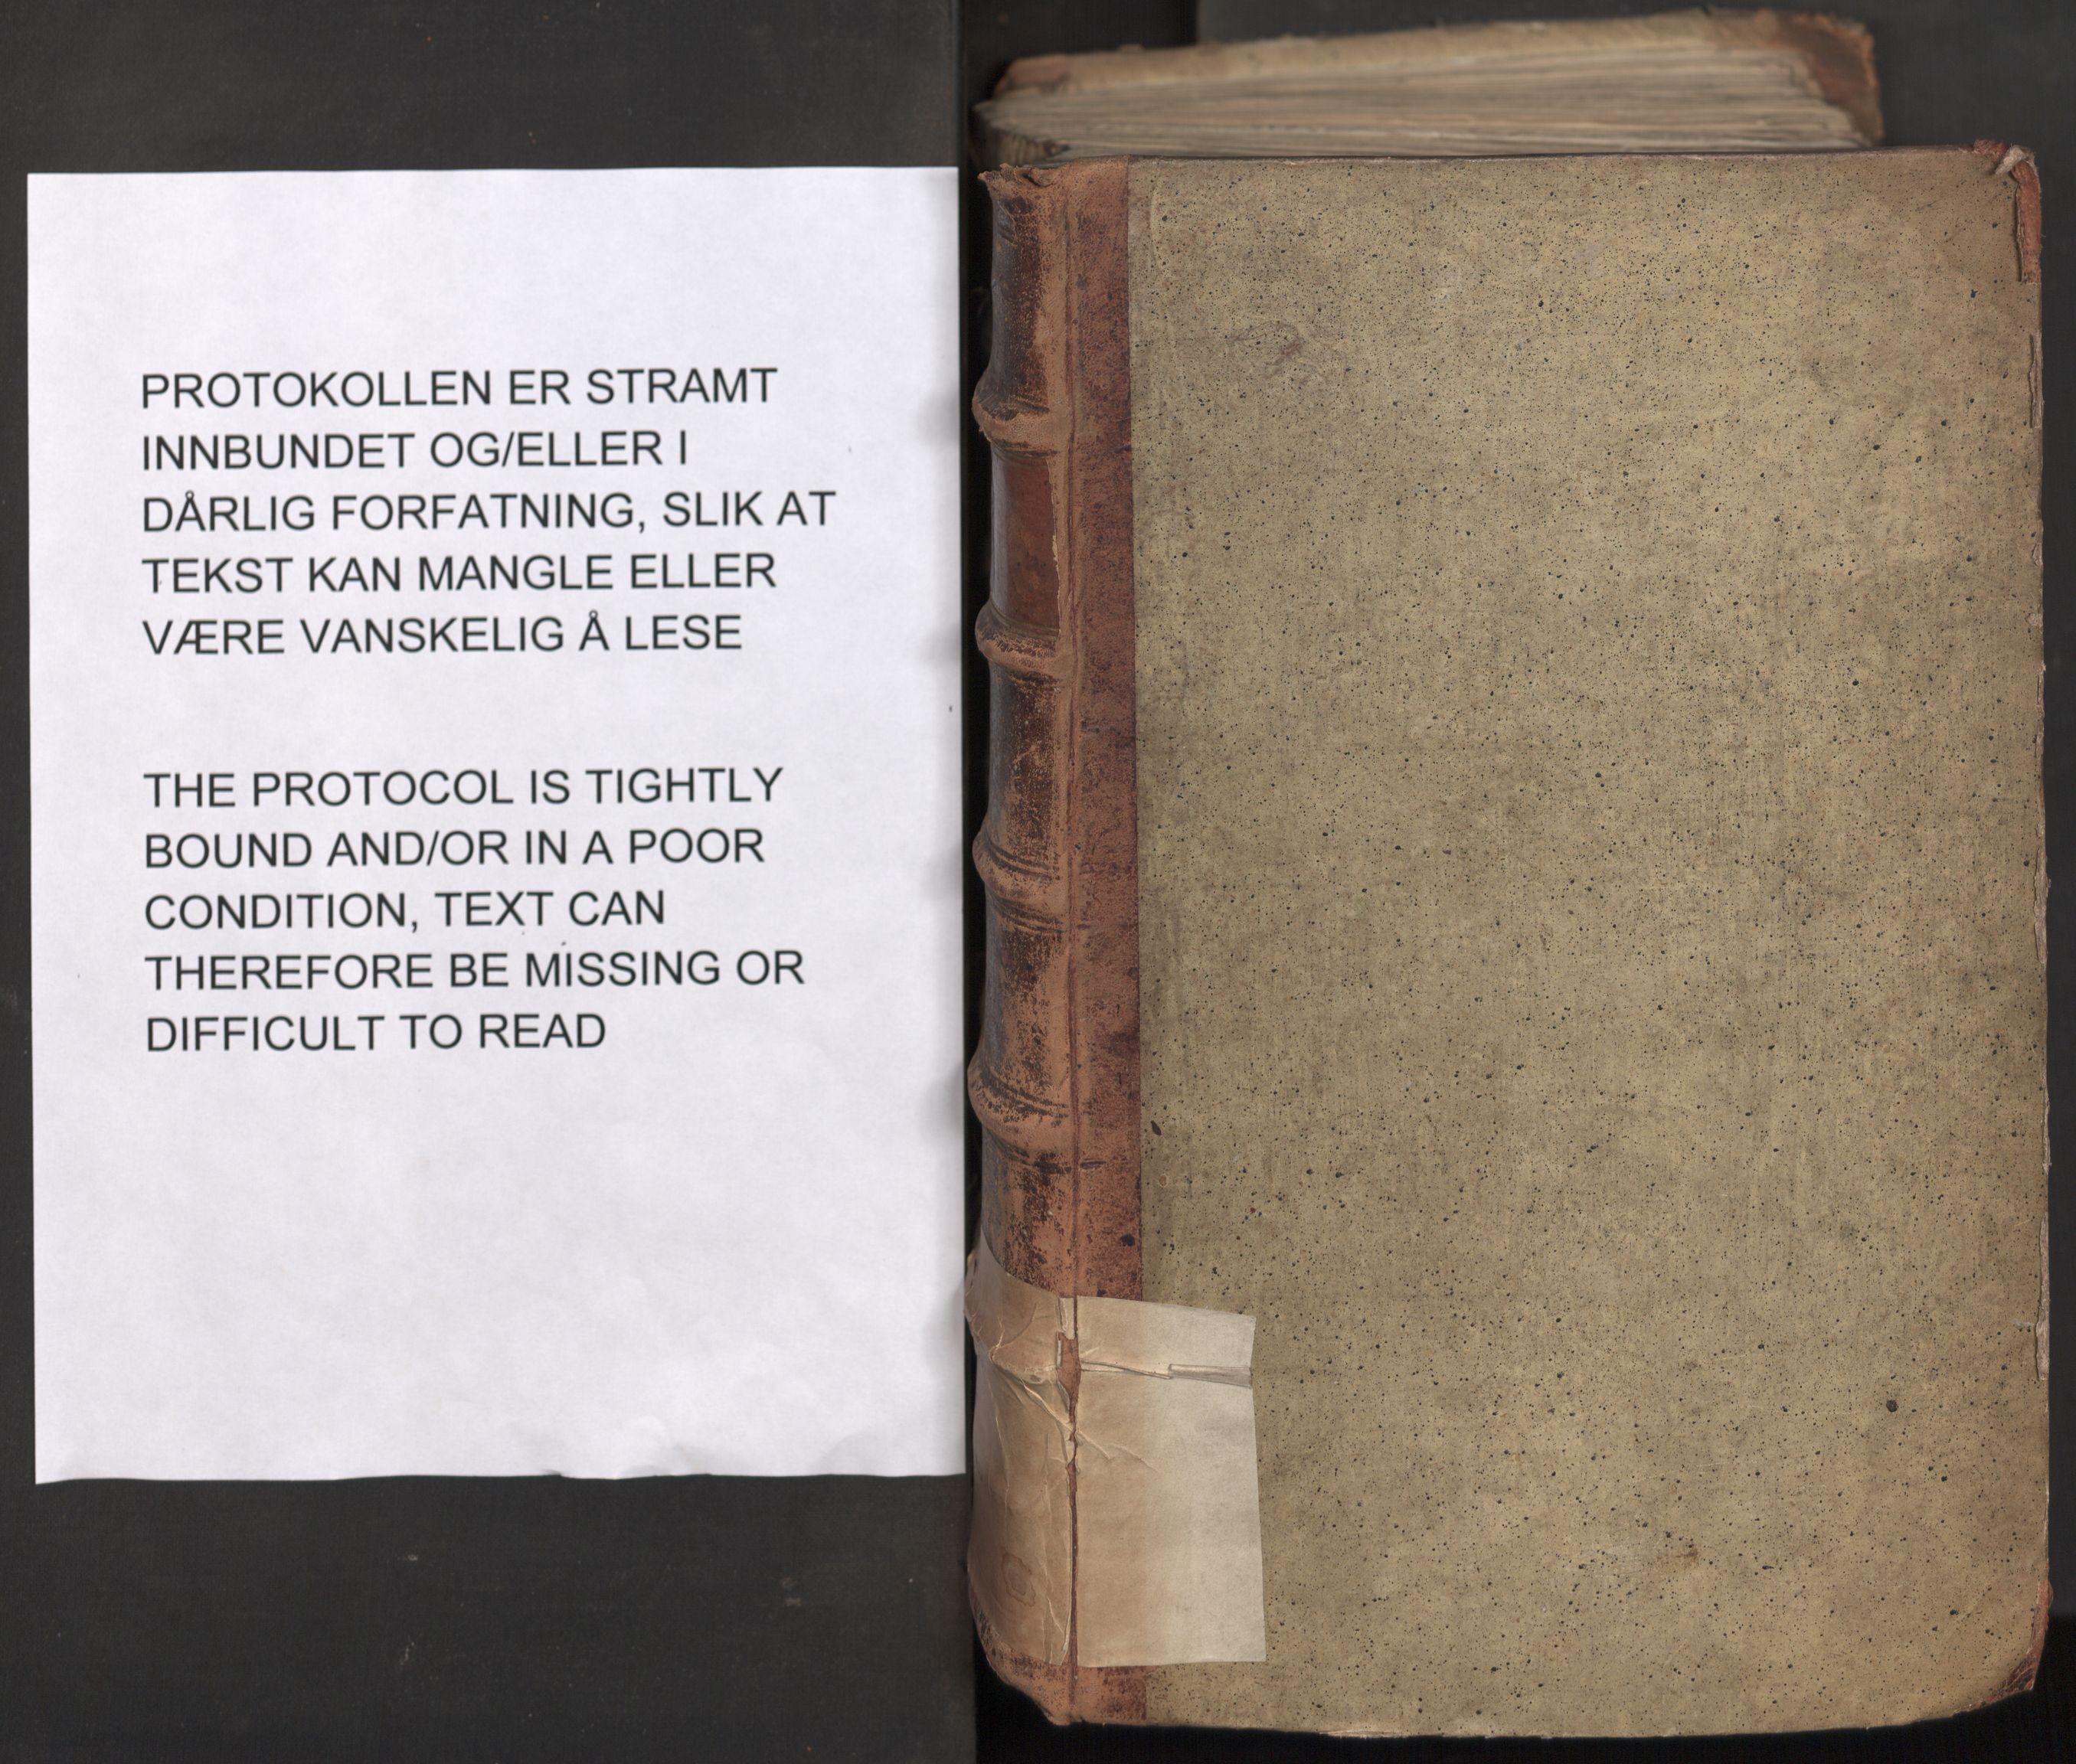 PROTOKOLLEN ER STRAMT
INNBUNDET OG/ELLER I
DÅRLIG FORFATNING, SLIK AT
TEKST KAN MANGLE ELLER
VÆRE VANSKELIG Å LESE
THE PROTOCOL IS TIGHTLY
BOUND AND/OR IN A POOR
CONDITION, TEXT CAN
THEREFORE BE MISSING OR
DIFFICULT TO READ